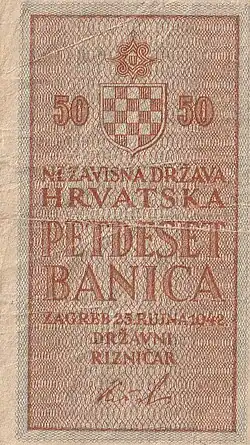 50 50
NEZAVISNA DRŽAVA
HRVATSKA
PETDESET
BANICA
ZAGREB 25. RUJNA 1942.
DRŽAVNI
RIZNIČAR